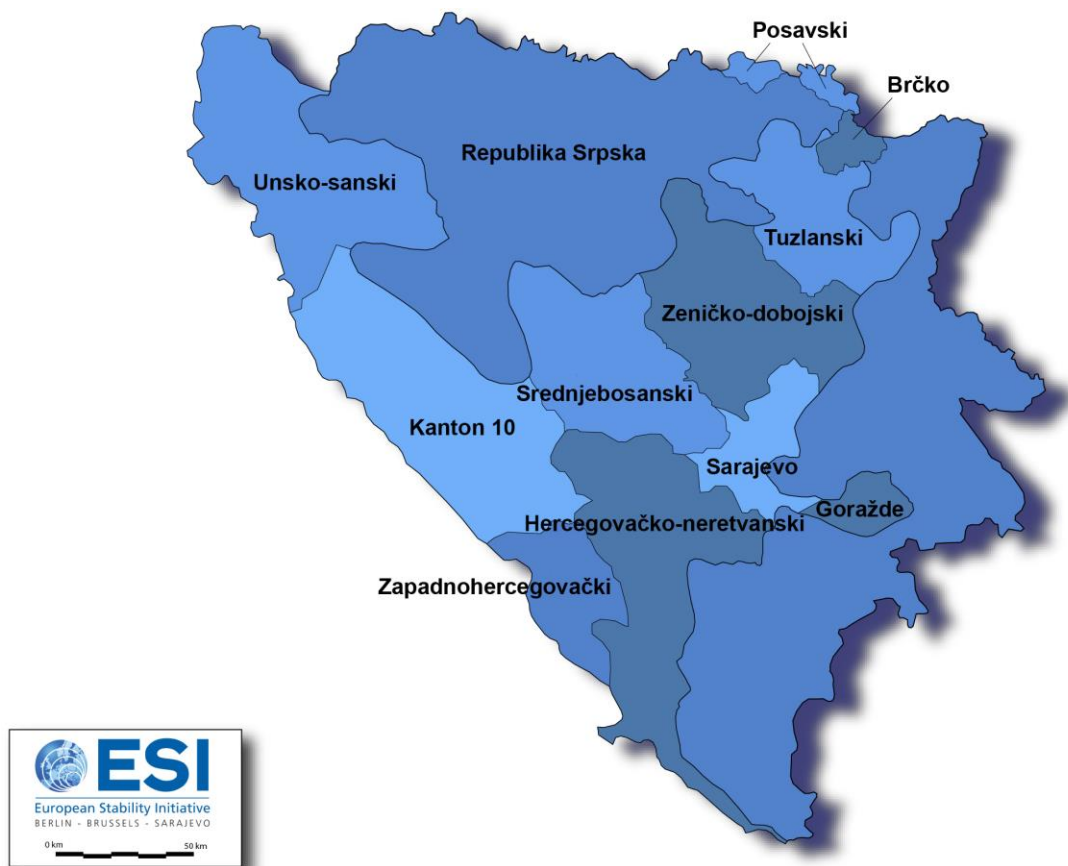 Posavski
Brčko
Republika Srpska
Unsko-sanski
Tuzlanski
Zeničko-dobojski
Srednjebosanski
Kanton 10
Sarajevo
Goražde
Hercegovačko-neretvanski
Zapadnohercegovački
ESI
European Stability Initiative
BERLIN - BRUSSELS - SARAJEVO
0 km 50 km